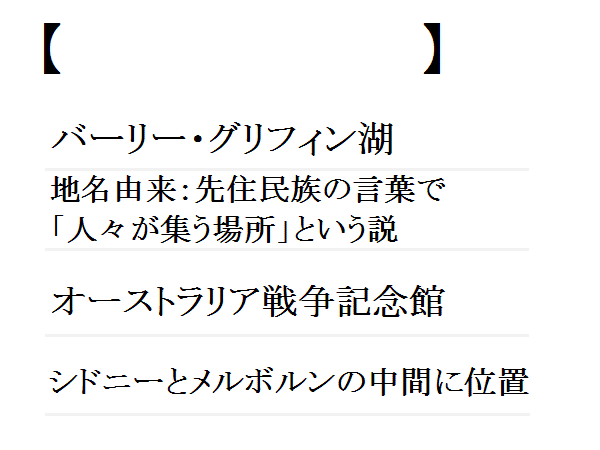 【　　　　　　　　　】
バーリー・グリフィン湖
地名由来：先住民族の言葉で
「人々が集う場所」という説
オーストラリア戦争記念館
シドニーとメルボルンの中間に位置